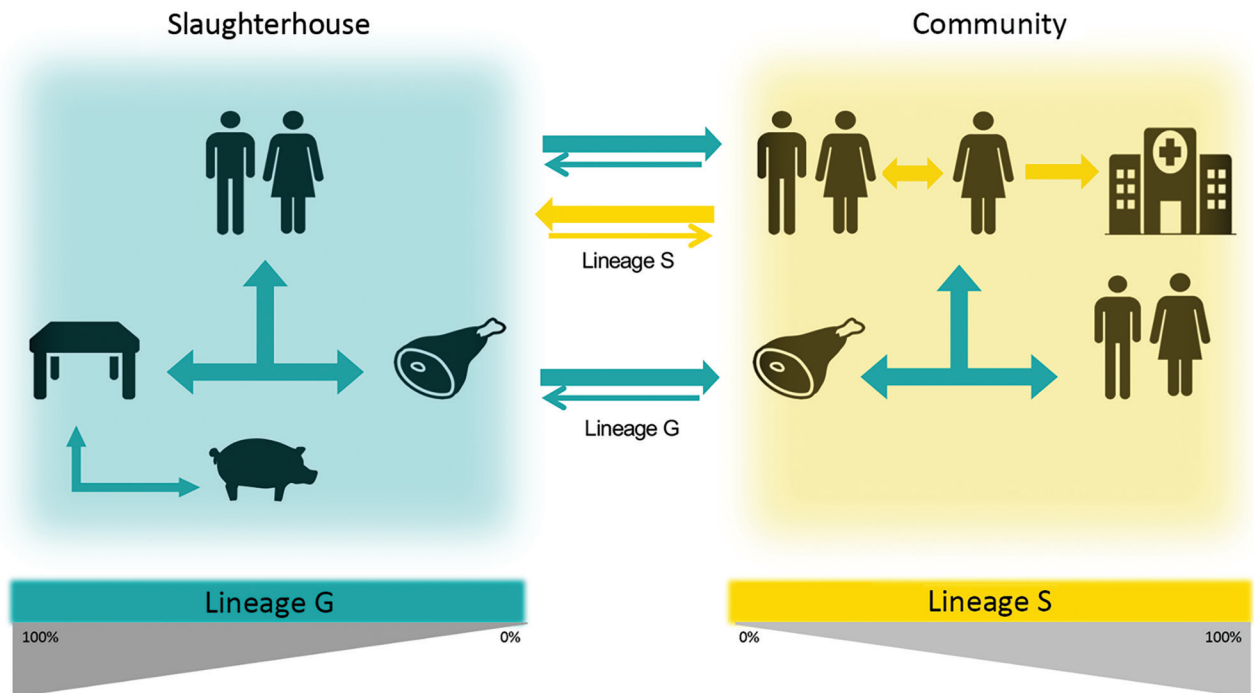 Slaughterhouse
Community
Lineage S
Lineage G
Lineage G
Lineage S
100%
0%
0%
100%